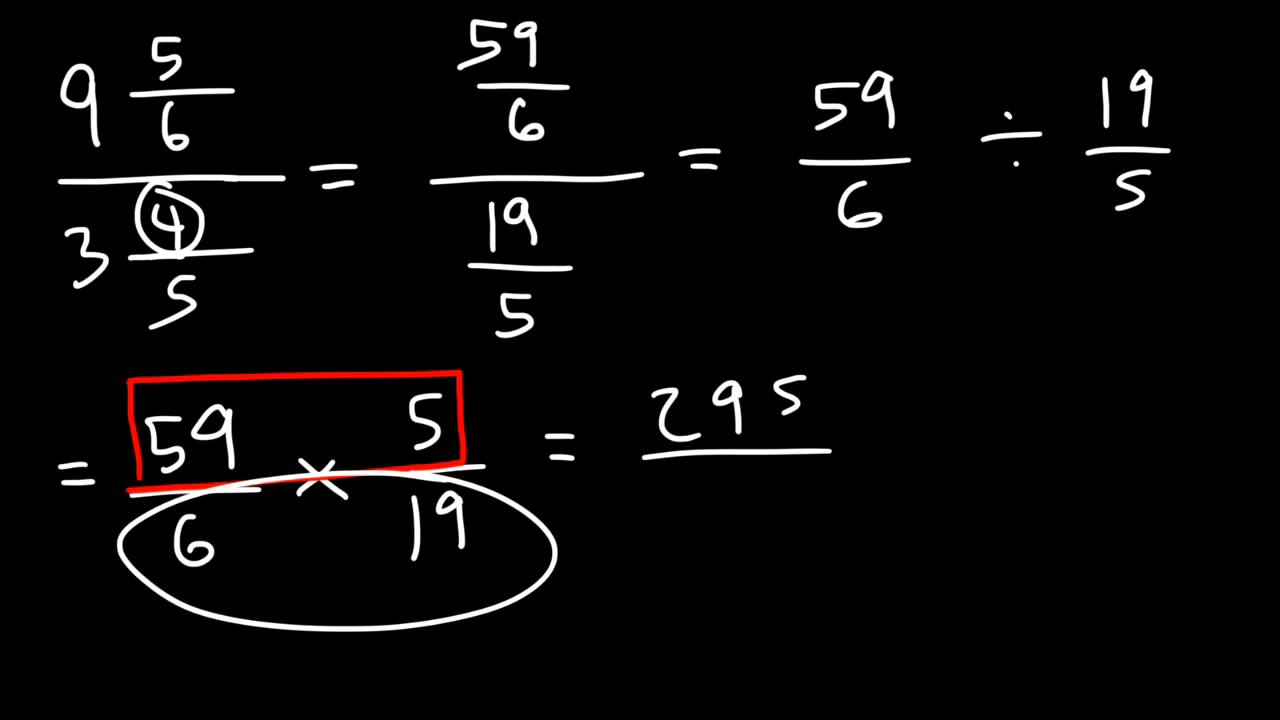 9 5/6 / 3 4/5 = 59/6 / 19/5 = 59/6 ÷ 19/5
= 59/6 × 5/19 = 295